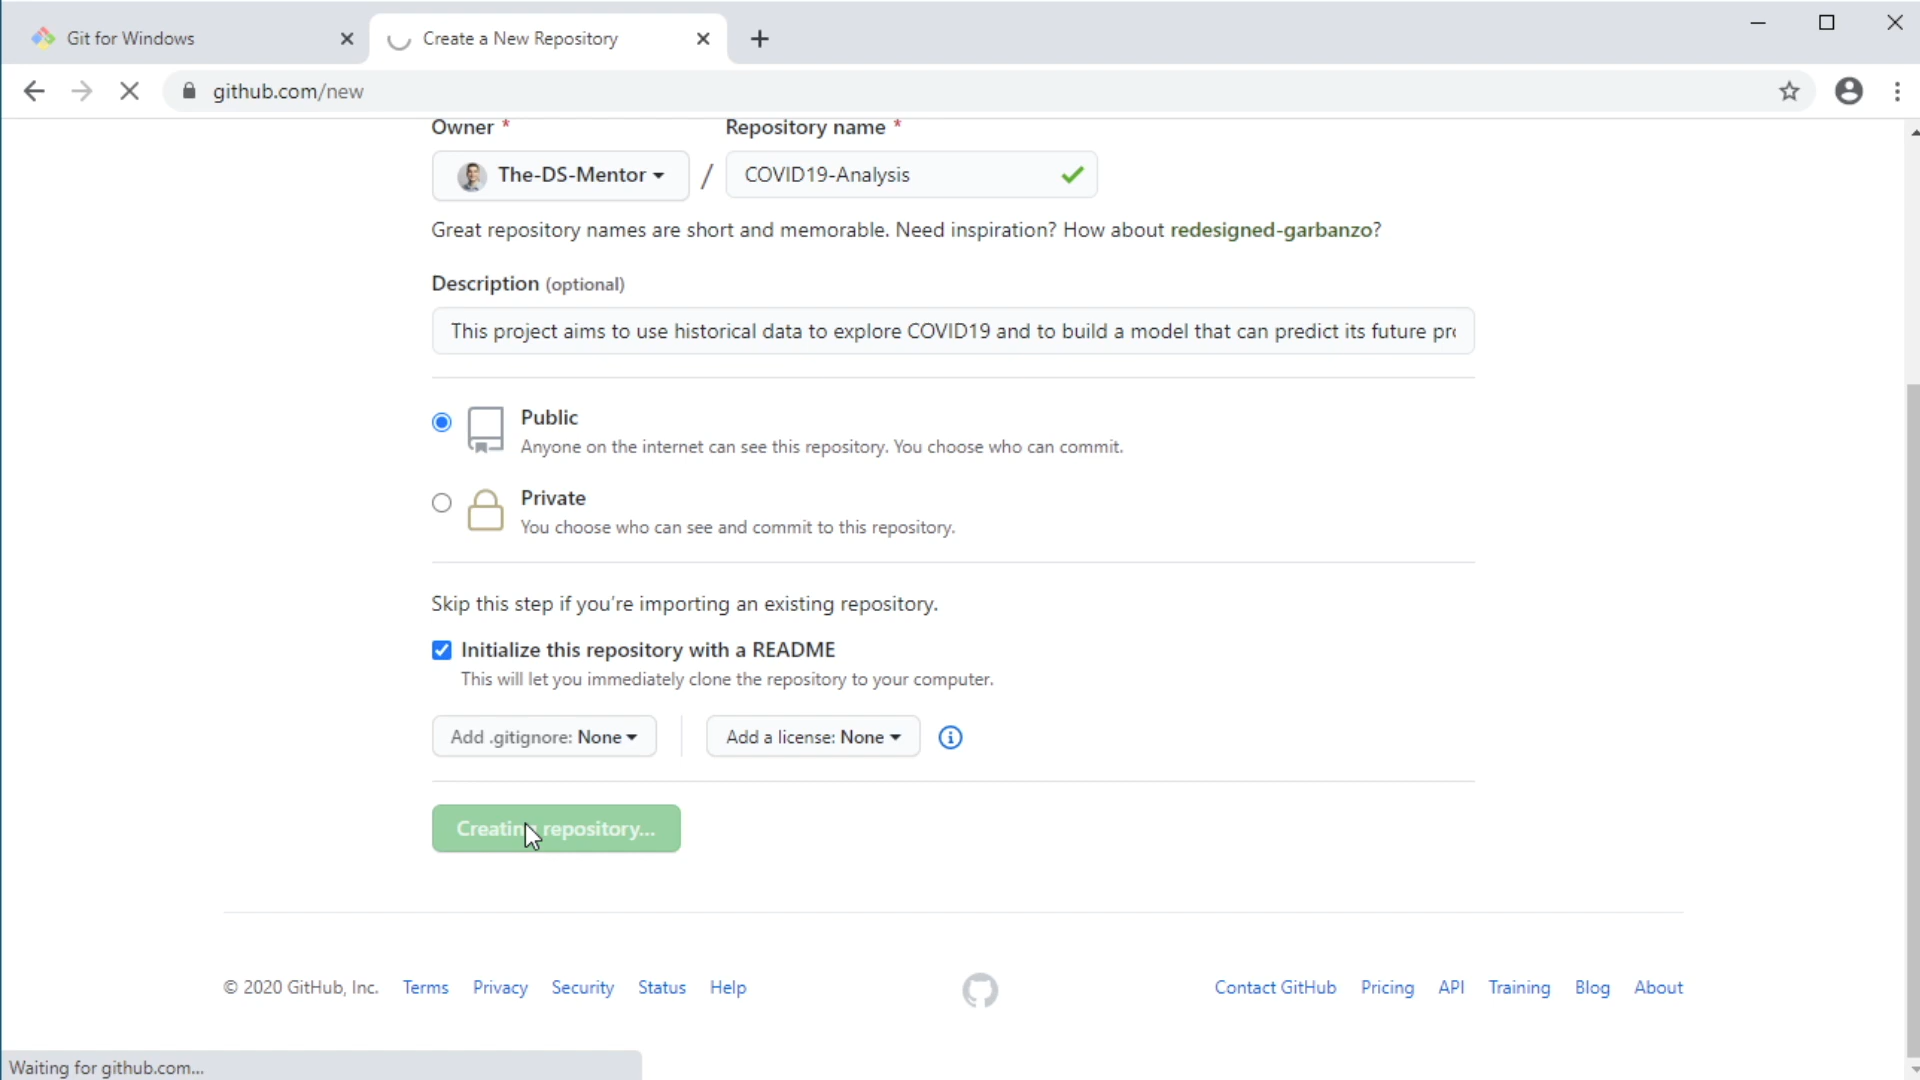 Git for Windows
Create a New Repository
github.com/new
Owner *
Repository name *
The-DS-Mentor
/
COVID19-Analysis
Great repository names are short and memorable. Need inspiration? How about redesigned-garbanzo?
Description (optional)
This project aims to use historical data to explore COVID19 and to build a model that can predict its future pr
Public
Anyone on the internet can see this repository. You choose who can commit.
Private
You choose who can see and commit to this repository.
Skip this step if you're importing an existing repository.
Initialize this repository with a README
This will let you immediately clone the repository to your computer.
Add .gitignore: None
Add a license: None
Creating repository...
© 2020 GitHub, Inc. Terms Privacy Security Status Help
Contact GitHub Pricing API Training Blog About
Waiting for github.com...